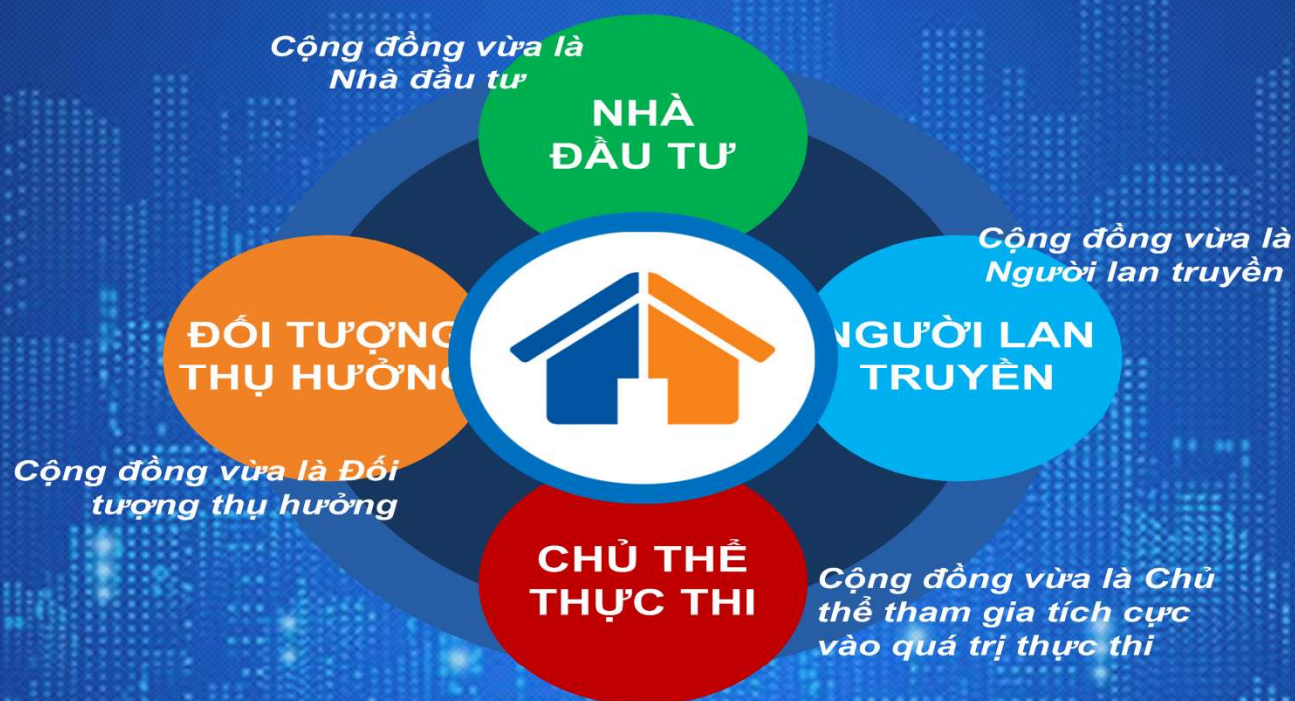 Cộng đồng vừa là
Nhà đầu tư
NHÀ
ĐẦU TƯ
Cộng đồng vừa là
Người lan truyền
NGƯỜI LAN
TRUYỀN
ĐỐI TƯỢNG
THỤ HƯỞNG
Cộng đồng vừa là Đối
tượng thụ hưởng
CHỦ THỂ
THỰC THI
Cộng đồng vừa là Chủ
thể tham gia tích cực
vào quá trị thực thi